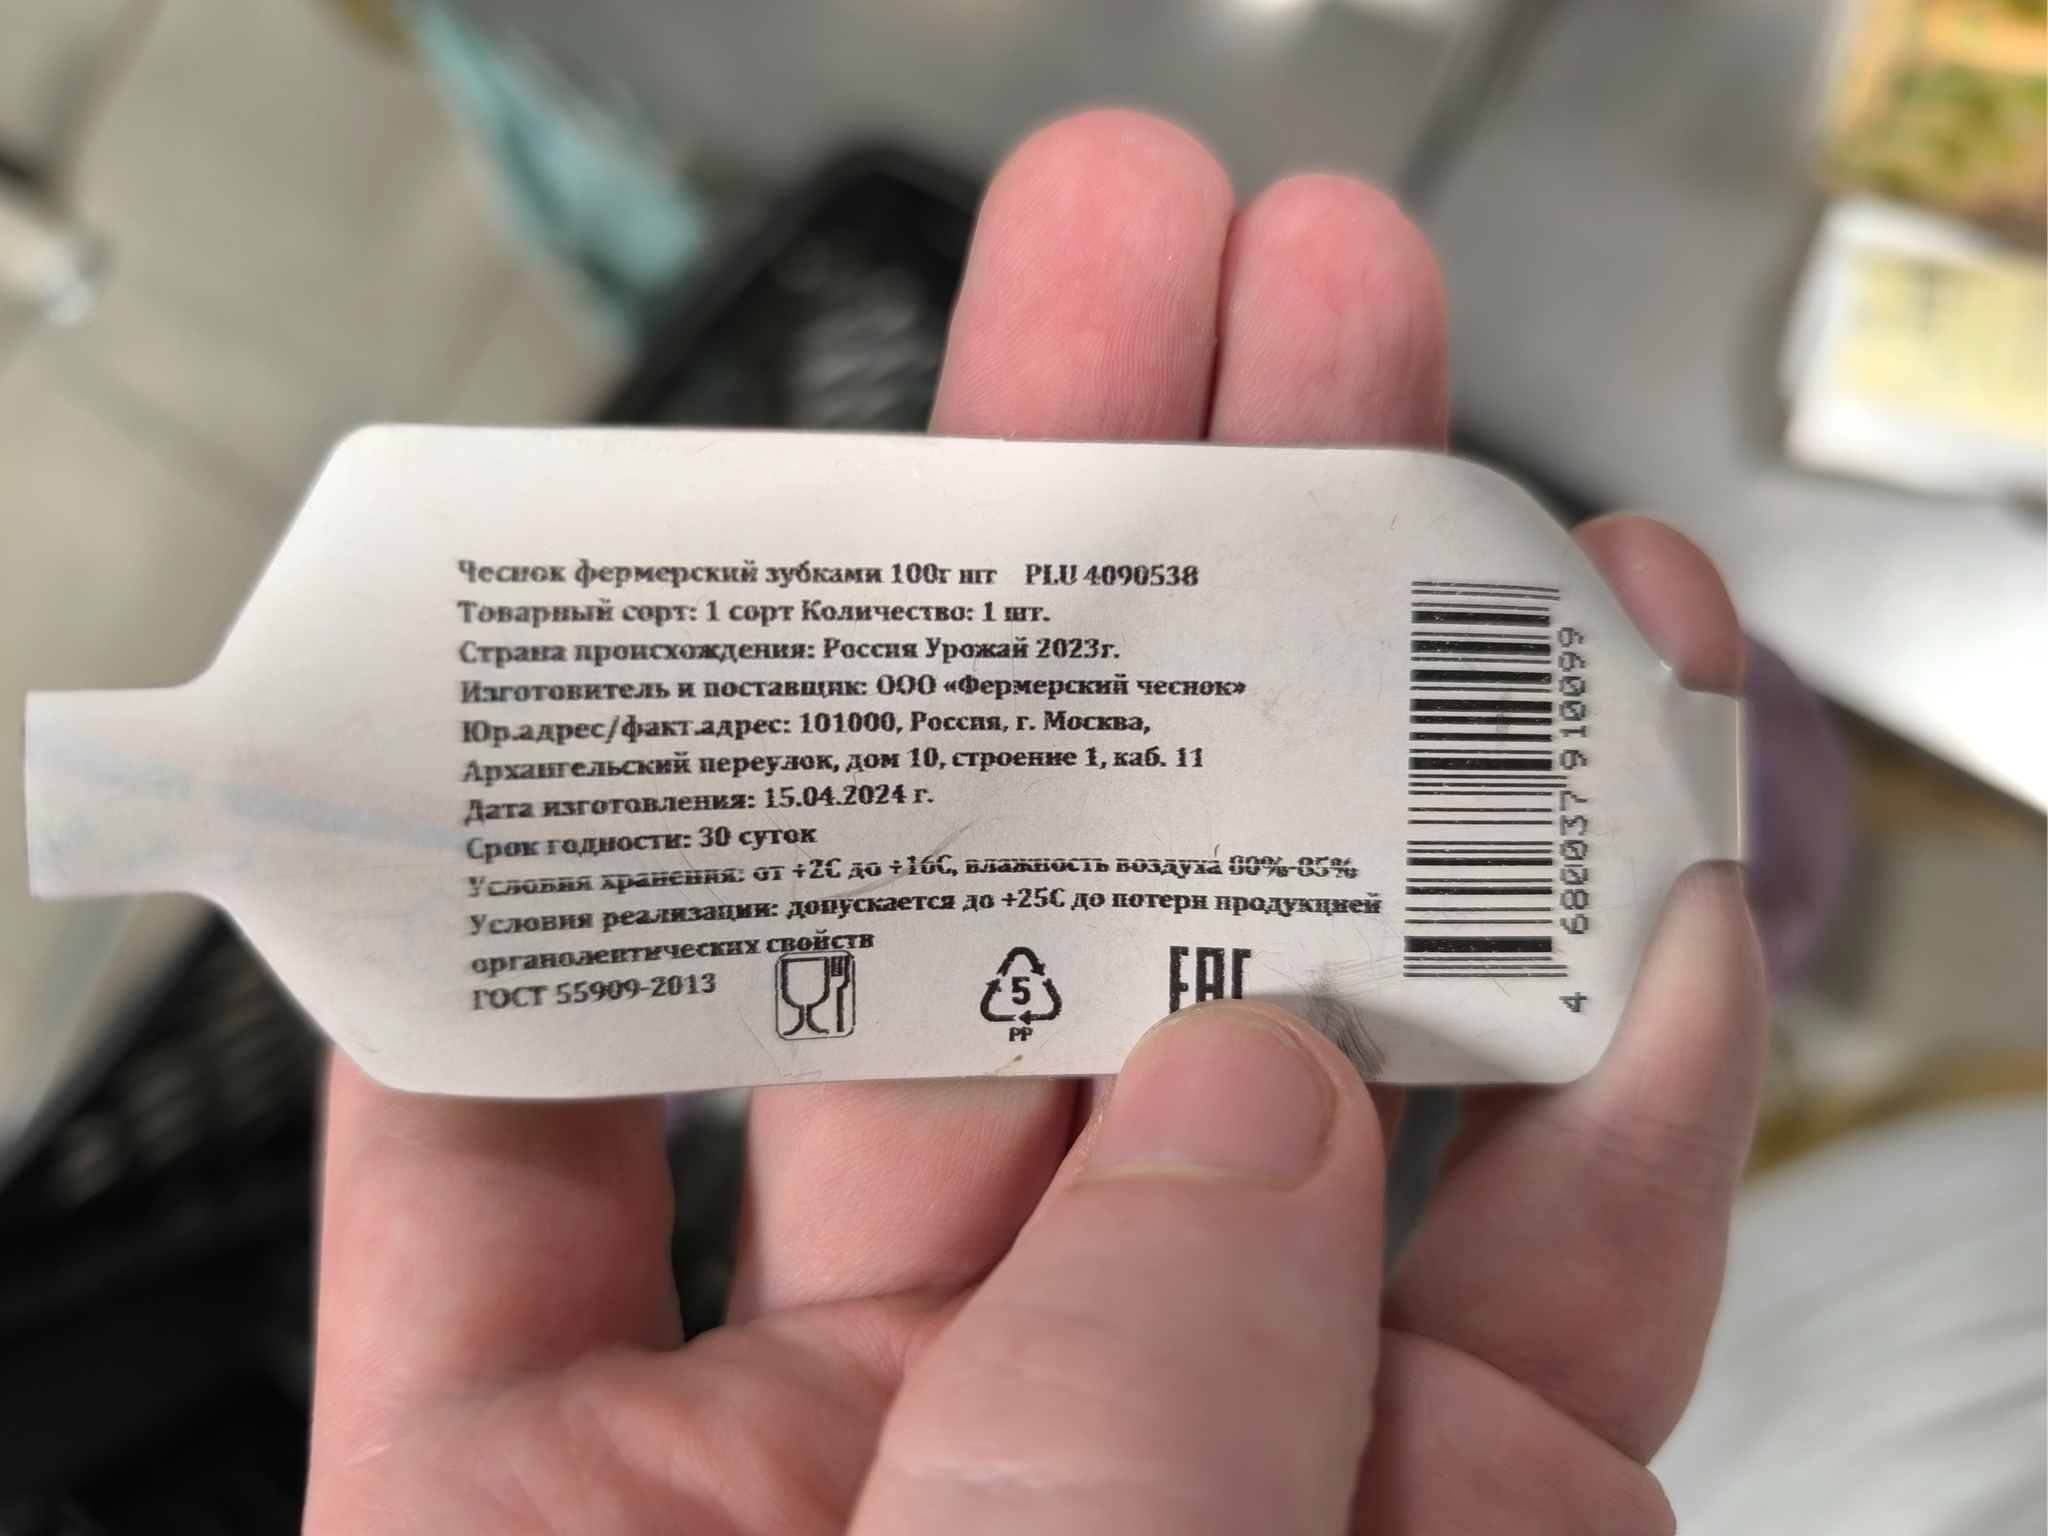 Чеснок фермерский зубками 100г шт PLU 4090538
Товарный сорт: 1 сорт Количество: 1 шт.
Страна происхождения: Россия Урожай 2023г.
Изготовитель и поставщик: ООО «Фермерский чеснок»
Юр.адрес/факт.адрес: 101000, Россия, г. Москва,
Архангельский переулок, дом 10, строение 1, каб. 11
Дата изготовления: 15.04.2024 г.
Срок годности: 30 суток
Условия хранения: от +2С до +16С, влажность воздуха 80%-85%
Условия реализации: допускается до +25С до потери продукцией
органолептических свойств
ГОСТ 55909-2013
5
PP
EAC
4 680037 910099